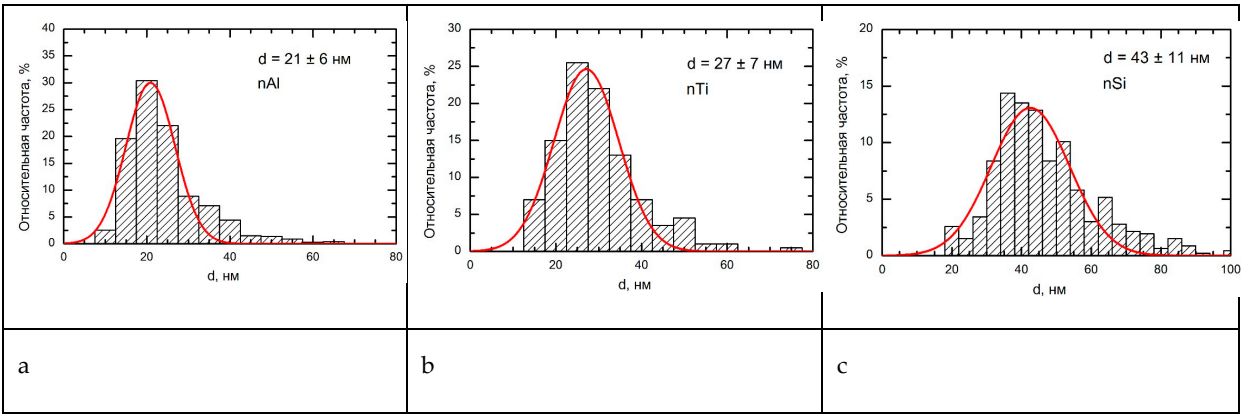 40
35
30
25
20
15
10
5
0
Относительная частота, %
d = 21 ± 6 нм
nAl
0 20 40 60 80
d, нм
30
25
20
15
10
5
0
Относительная частота, %
d = 27 ± 7 нм
nTi
0 20 40 60 80
d, нм
20
15
10
5
0
Относительная частота, %
d = 43 ± 11 нм
nSi
0 20 40 60 80 100
d, нм
a
b
c